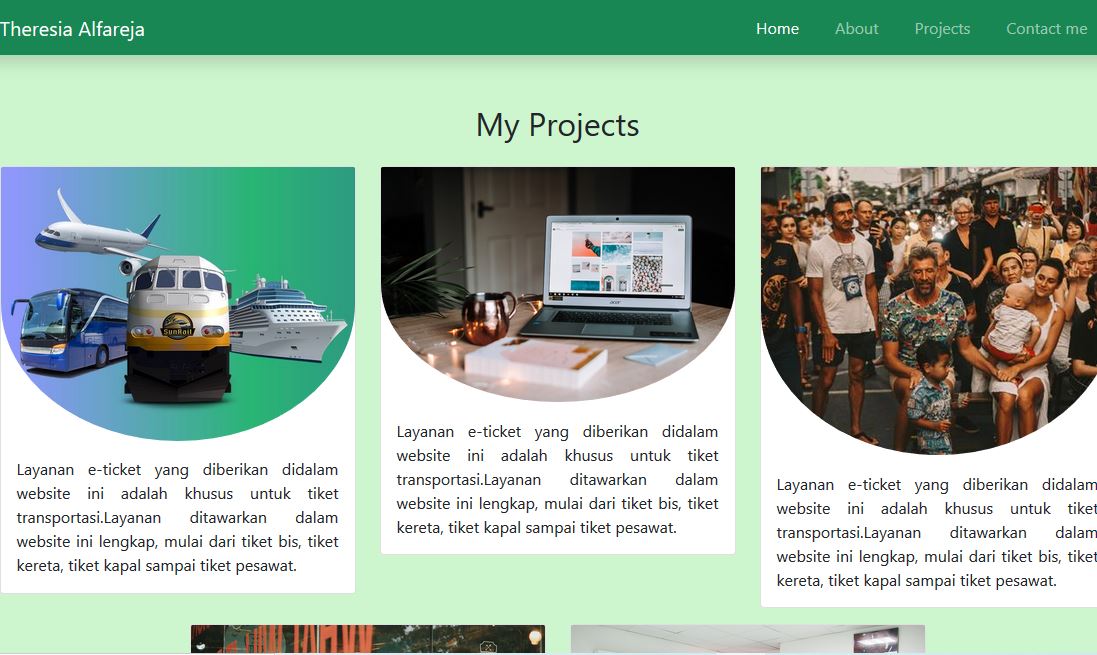 Theresia Alfareja
Home About Projects Contact me
My Projects
SunRail
Layanan e-ticket yang diberikan didalam
website ini adalah khusus untuk tiket
transportasi.Layanan ditawarkan dalam
website ini lengkap, mulai dari tiket bis, tiket
kereta, tiket kapal sampai tiket pesawat.
acer
Layanan e-ticket yang diberikan didalam
website ini adalah khusus untuk tiket
transportasi.Layanan ditawarkan dalam
website ini lengkap, mulai dari tiket bis, tiket
kereta, tiket kapal sampai tiket pesawat.
Layanan e-ticket yang diberikan didalam
website ini adalah khusus untuk tiket
transportasi.Layanan ditawarkan dalam
website ini lengkap, mulai dari tiket bis, tiket
kereta, tiket kapal sampai tiket pesawat.